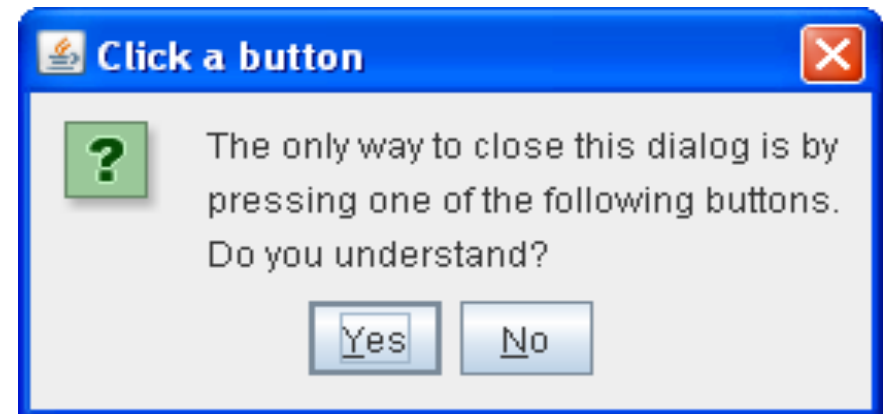 Click a button
?
The only way to close this dialog is by
pressing one of the following buttons.
Do you understand?
Yes No